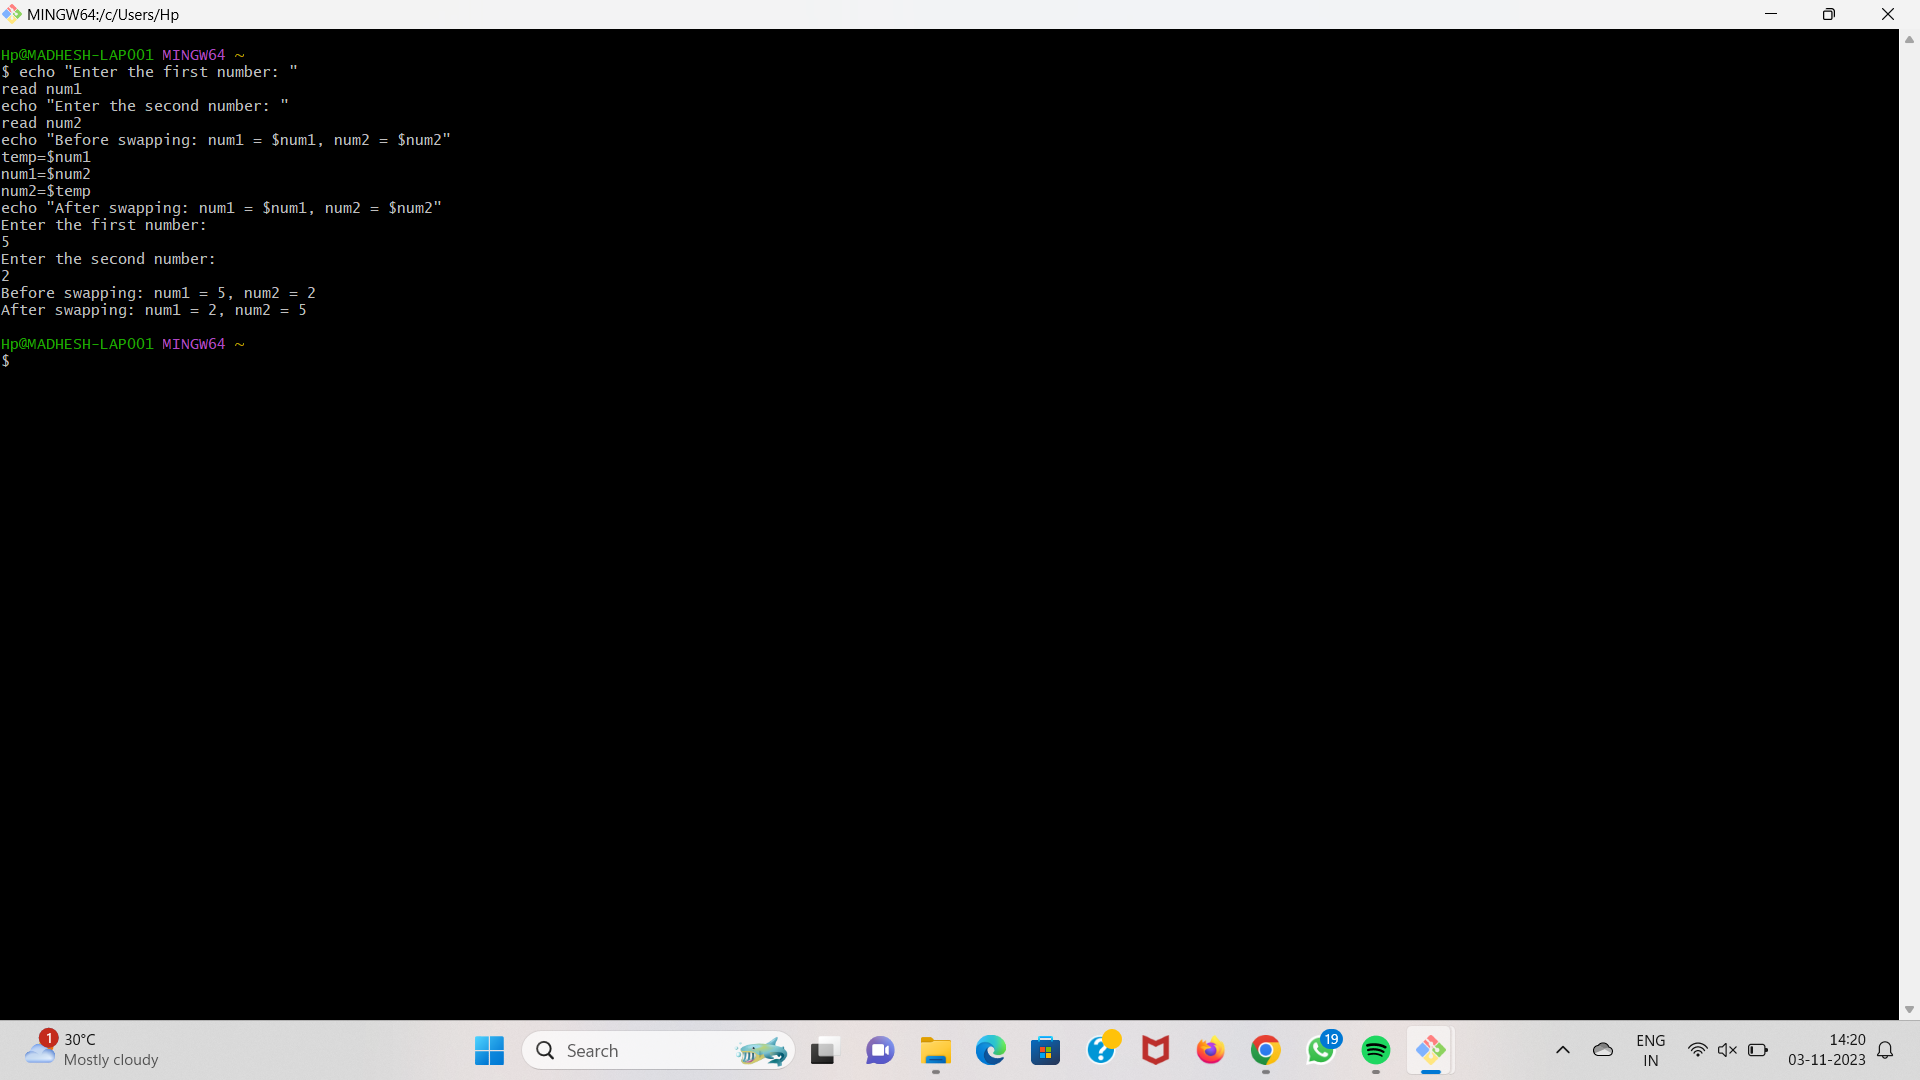 MINGW64:/c/Users/Hp
Hp@MADHESH-LAP001 MINGW64 ~
$ echo "Enter the first number: "
read num1
echo "Enter the second number: "
read num2
echo "Before swapping: num1 = $num1, num2 = $num2"
temp=$num1
num1=$num2
num2=$temp
echo "After swapping: num1 = $num1, num2 = $num2"
Enter the first number:
5
Enter the second number:
2
Before swapping: num1 = 5, num2 = 2
After swapping: num1 = 2, num2 = 5
Hp@MADHESH-LAP001 MINGW64 ~
$
1
30°C
Mostly cloudy
Search
19
ENG
IN
14:20
03-11-2023